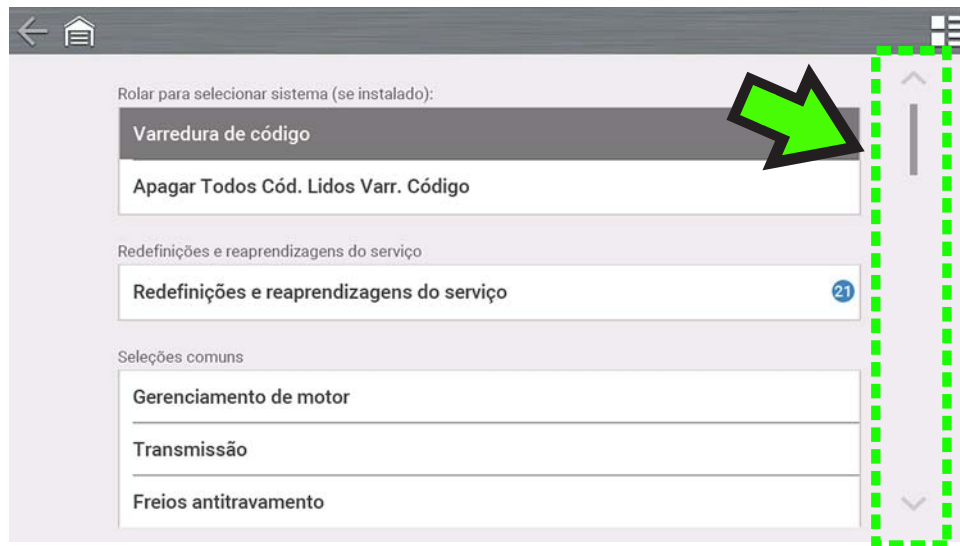 Rolar para selecionar sistema (se instalado):
Varredura de código
Apagar Todos Cód. Lidos Varr. Código
Redefinições e reaprendizagens do serviço
Redefinições e reaprendizagens do serviço 21
Seleções comuns
Gerenciamento de motor
Transmissão
Freios antitravamento